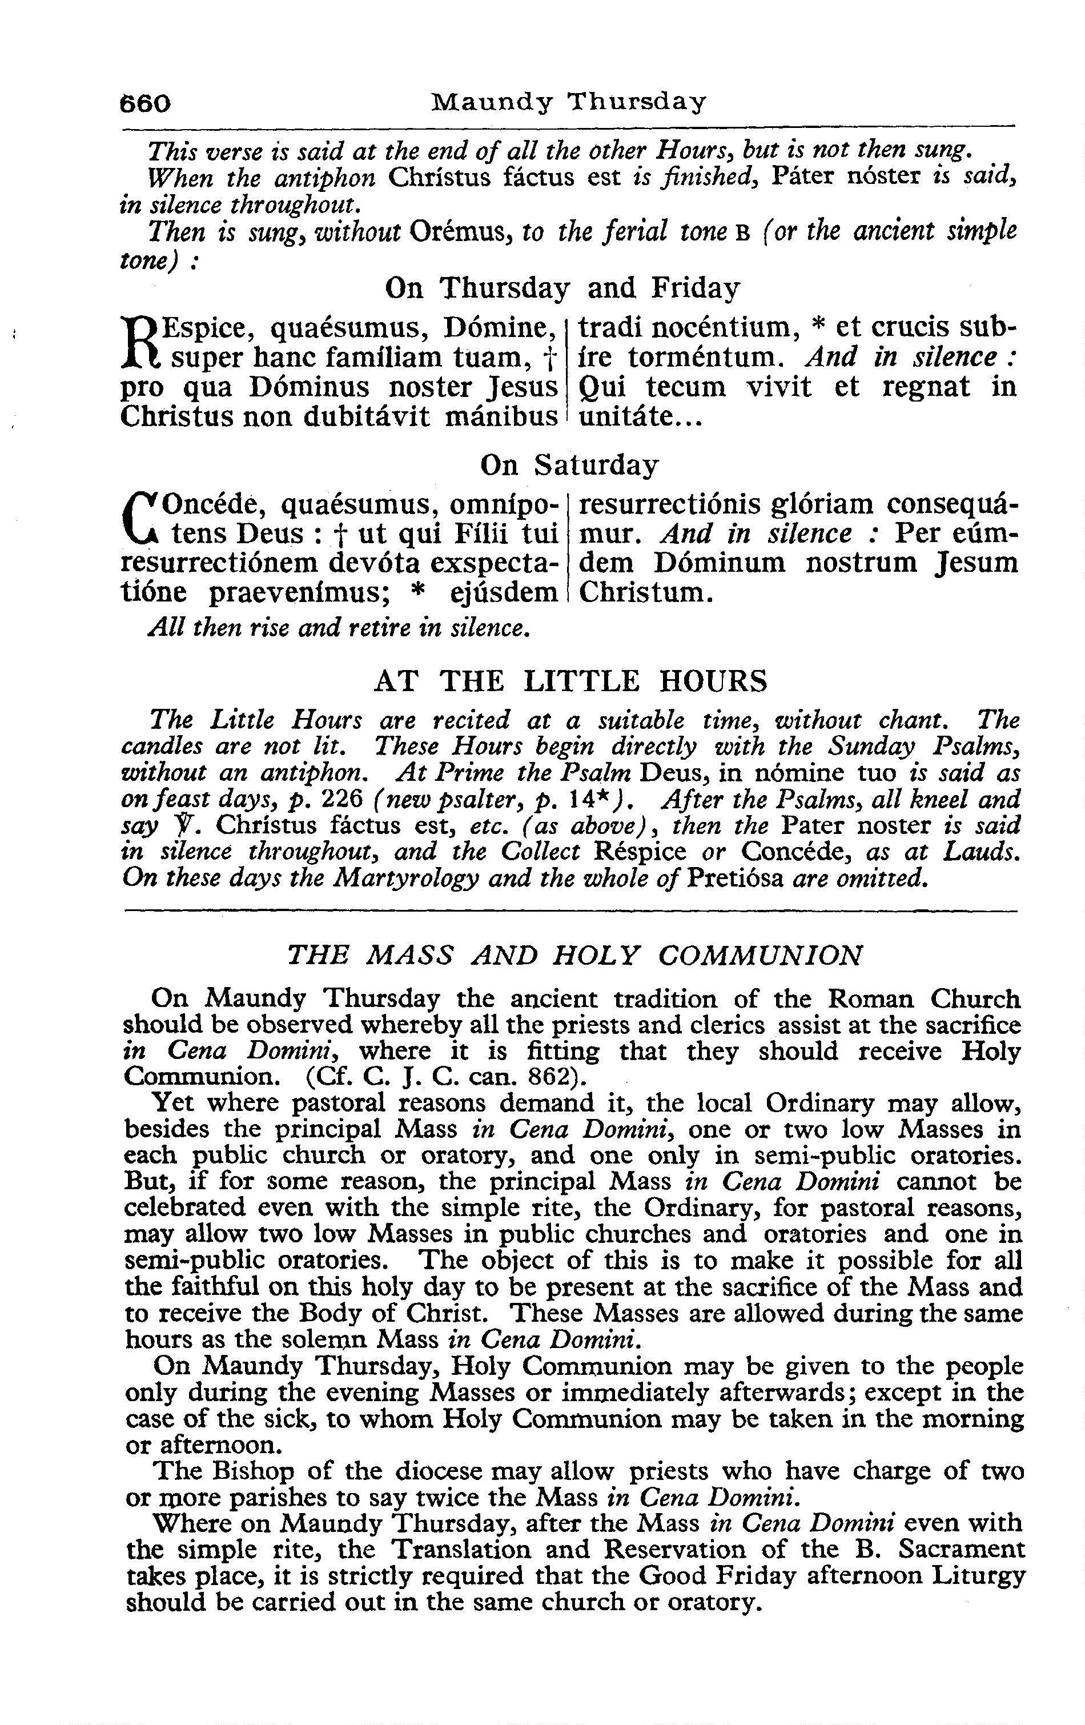 660 Maundy Thursday
This verse is said at the end of all the other Hours, but is not then sung.
When the antiphon Chrístus fáctus est is finished, Páter nóster is said,
in silence throughout.
Then is sung, without Orémus, to the ferial tone B (or the ancient simple
tone) :
On Thursday and Friday
REspice, quaésumus, Dómine,
super hanc famíliam tuam, †
pro qua Dóminus noster Jesus
Christus non dubitávit mánibus
tradi nocéntium, * et crucis sub-
íre torméntum. And in silence :
Qui tecum vivit et regnat in
unitáte...
On Saturday
COncéde, quaésumus, omnípo-
tens Deus : † ut qui Fílii tui
resurrectiónem devóta exspecta-
tióne praevenímus; * ejúsdem
resurrectiónis glóriam consequá-
mur. And in silence : Per eúm-
dem Dóminum nostrum Jesum
Christum.
All then rise and retire in silence.
AT THE LITTLE HOURS
The Little Hours are recited at a suitable time, without chant. The
candles are not lit. These Hours begin directly with the Sunday Psalms,
without an antiphon. At Prime the Psalm Deus, in nómine tuo is said as
on feast days, p. 226 (new psalter, p. 14*). After the Psalms, all kneel and
say ℣. Chrístus fáctus est, etc. (as above), then the Pater noster is said
in silence throughout, and the Collect Réspice or Concéde, as at Lauds.
On these days the Martyrology and the whole of Pretiósa are omitted.
THE MASS AND HOLY COMMUNION
On Maundy Thursday the ancient tradition of the Roman Church
should be observed whereby all the priests and clerics assist at the sacrifice
in Cena Domini, where it is fitting that they should receive Holy
Communion. (Cf. C. J. C. can. 862).
Yet where pastoral reasons demand it, the local Ordinary may allow,
besides the principal Mass in Cena Domini, one or two low Masses in
each public church or oratory, and one only in semi-public oratories.
But, if for some reason, the principal Mass in Cena Domini cannot be
celebrated even with the simple rite, the Ordinary, for pastoral reasons,
may allow two low Masses in public churches and oratories and one in
semi-public oratories. The object of this is to make it possible for all
the faithful on this holy day to be present at the sacrifice of the Mass and
to receive the Body of Christ. These Masses are allowed during the same
hours as the solemn Mass in Cena Domini.
On Maundy Thursday, Holy Communion may be given to the people
only during the evening Masses or immediately afterwards; except in the
case of the sick, to whom Holy Communion may be taken in the morning
or afternoon.
The Bishop of the diocese may allow priests who have charge of two
or more parishes to say twice the Mass in Cena Domini.
Where on Maundy Thursday, after the Mass in Cena Domini even with
the simple rite, the Translation and Reservation of the B. Sacrament
takes place, it is strictly required that the Good Friday afternoon Liturgy
should be carried out in the same church or oratory.